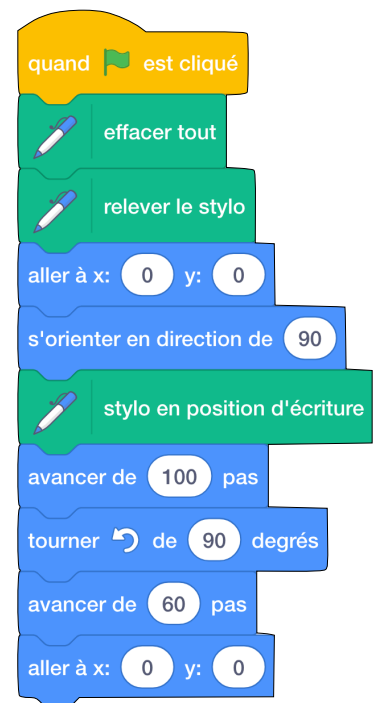 quand est cliqué
effacer tout
relever le stylo
aller à x: 0 y: 0
s'orienter en direction de 90
stylo en position d'écriture
avancer de 100 pas
tourner de 90 degrés
avancer de 60 pas
aller à x: 0 y: 0